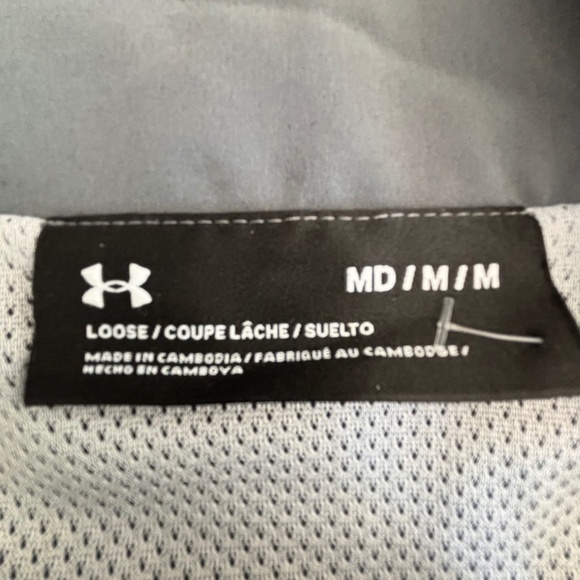 MD / M / M
LOOSE / COUPE LÂCHE / SUELTO
MADE IN CAMBODIA / FABRIQUÉ AU CAMBODGE /
HECHO EN CAMBOYA